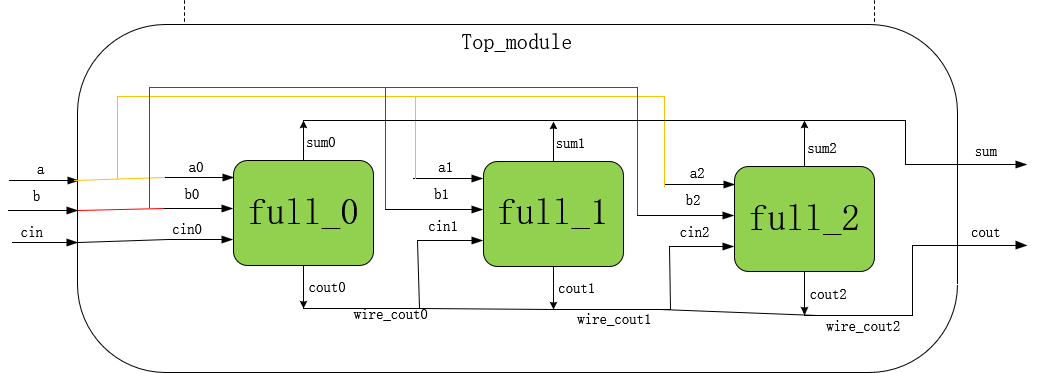 Top_module
sum0
sum1
sum2
a
b
cin
a0
b0
cin0
full_0
a1
b1
cin1
full_1
a2
b2
cin2
full_2
sum
cout
cout0
cout1
cout2
wire_cout0
wire_cout1
wire_cout2